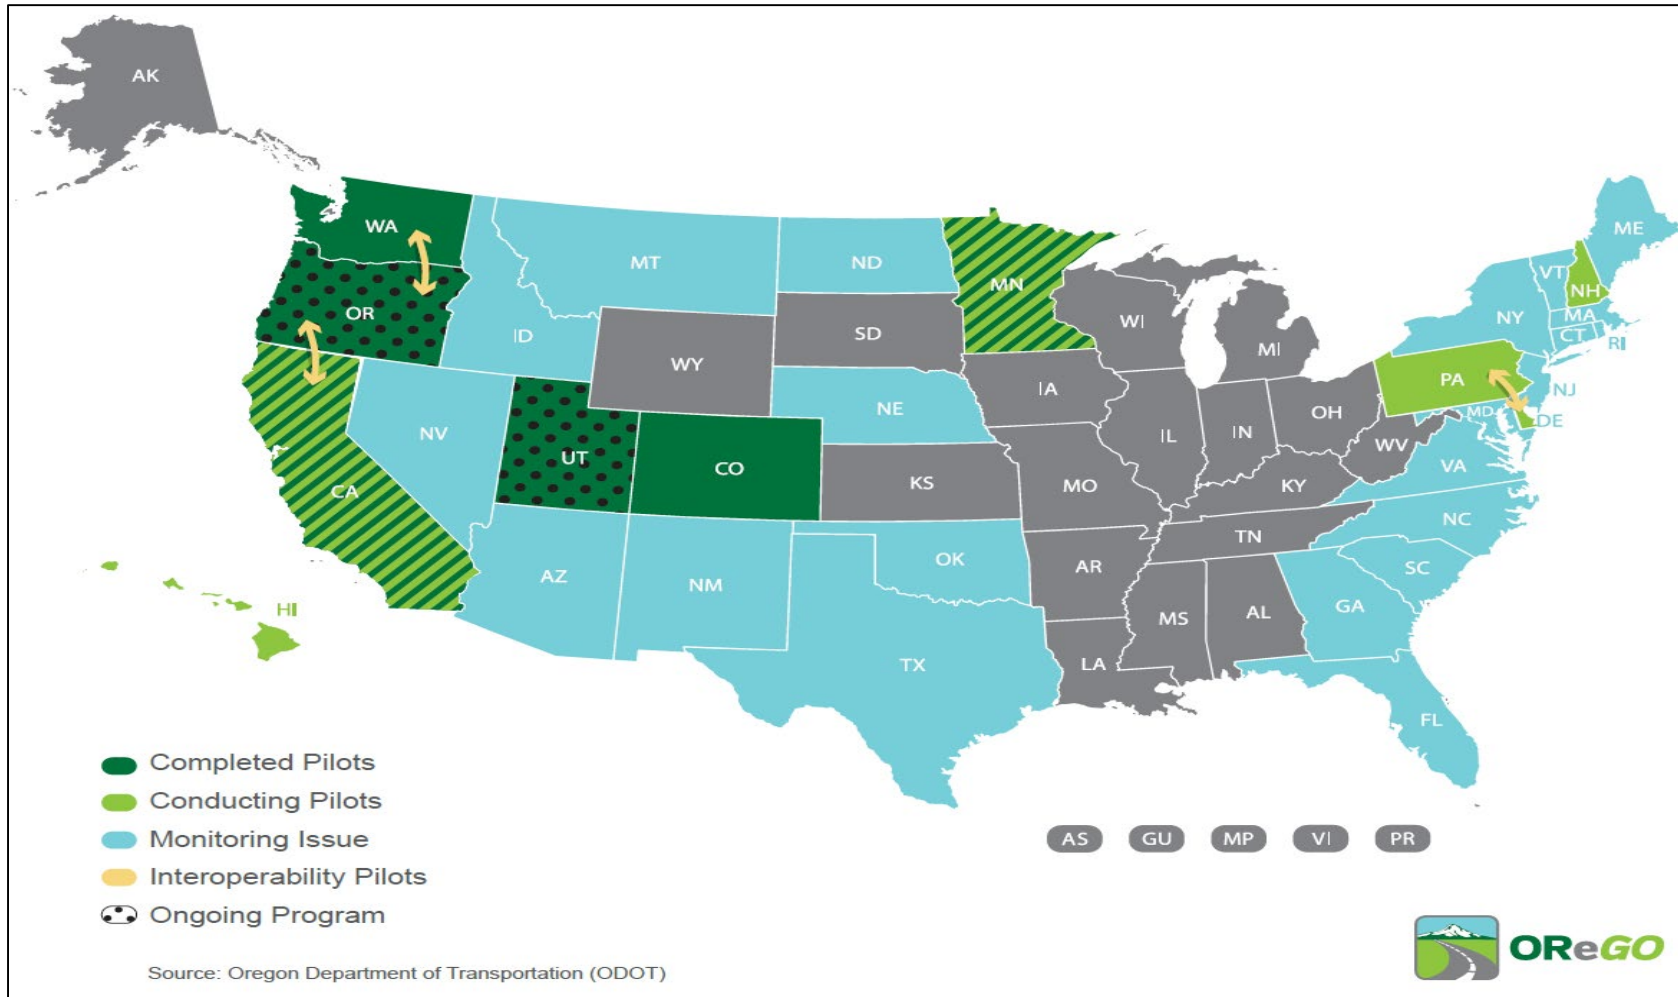 AK
WA
ME
MT
ND
VT
MN
NH
OR
NY
MA
WI
ID
SD
CT
RI
MI
WY
PA
IA
NJ
NE
OH
MD
DE
NV
IL
IN
UT
CO
WV
VA
KS
MO
KY
CA
NC
TN
OK
AR
SC
AZ
NM
GA
HI
MS
AL
LA
TX
FL
Completed Pilots
Conducting Pilots
Monitoring Issue
AS GU MP VI PR
Interoperability Pilots
Ongoing Program
Source: Oregon Department of Transportation (ODOT)
OReGO